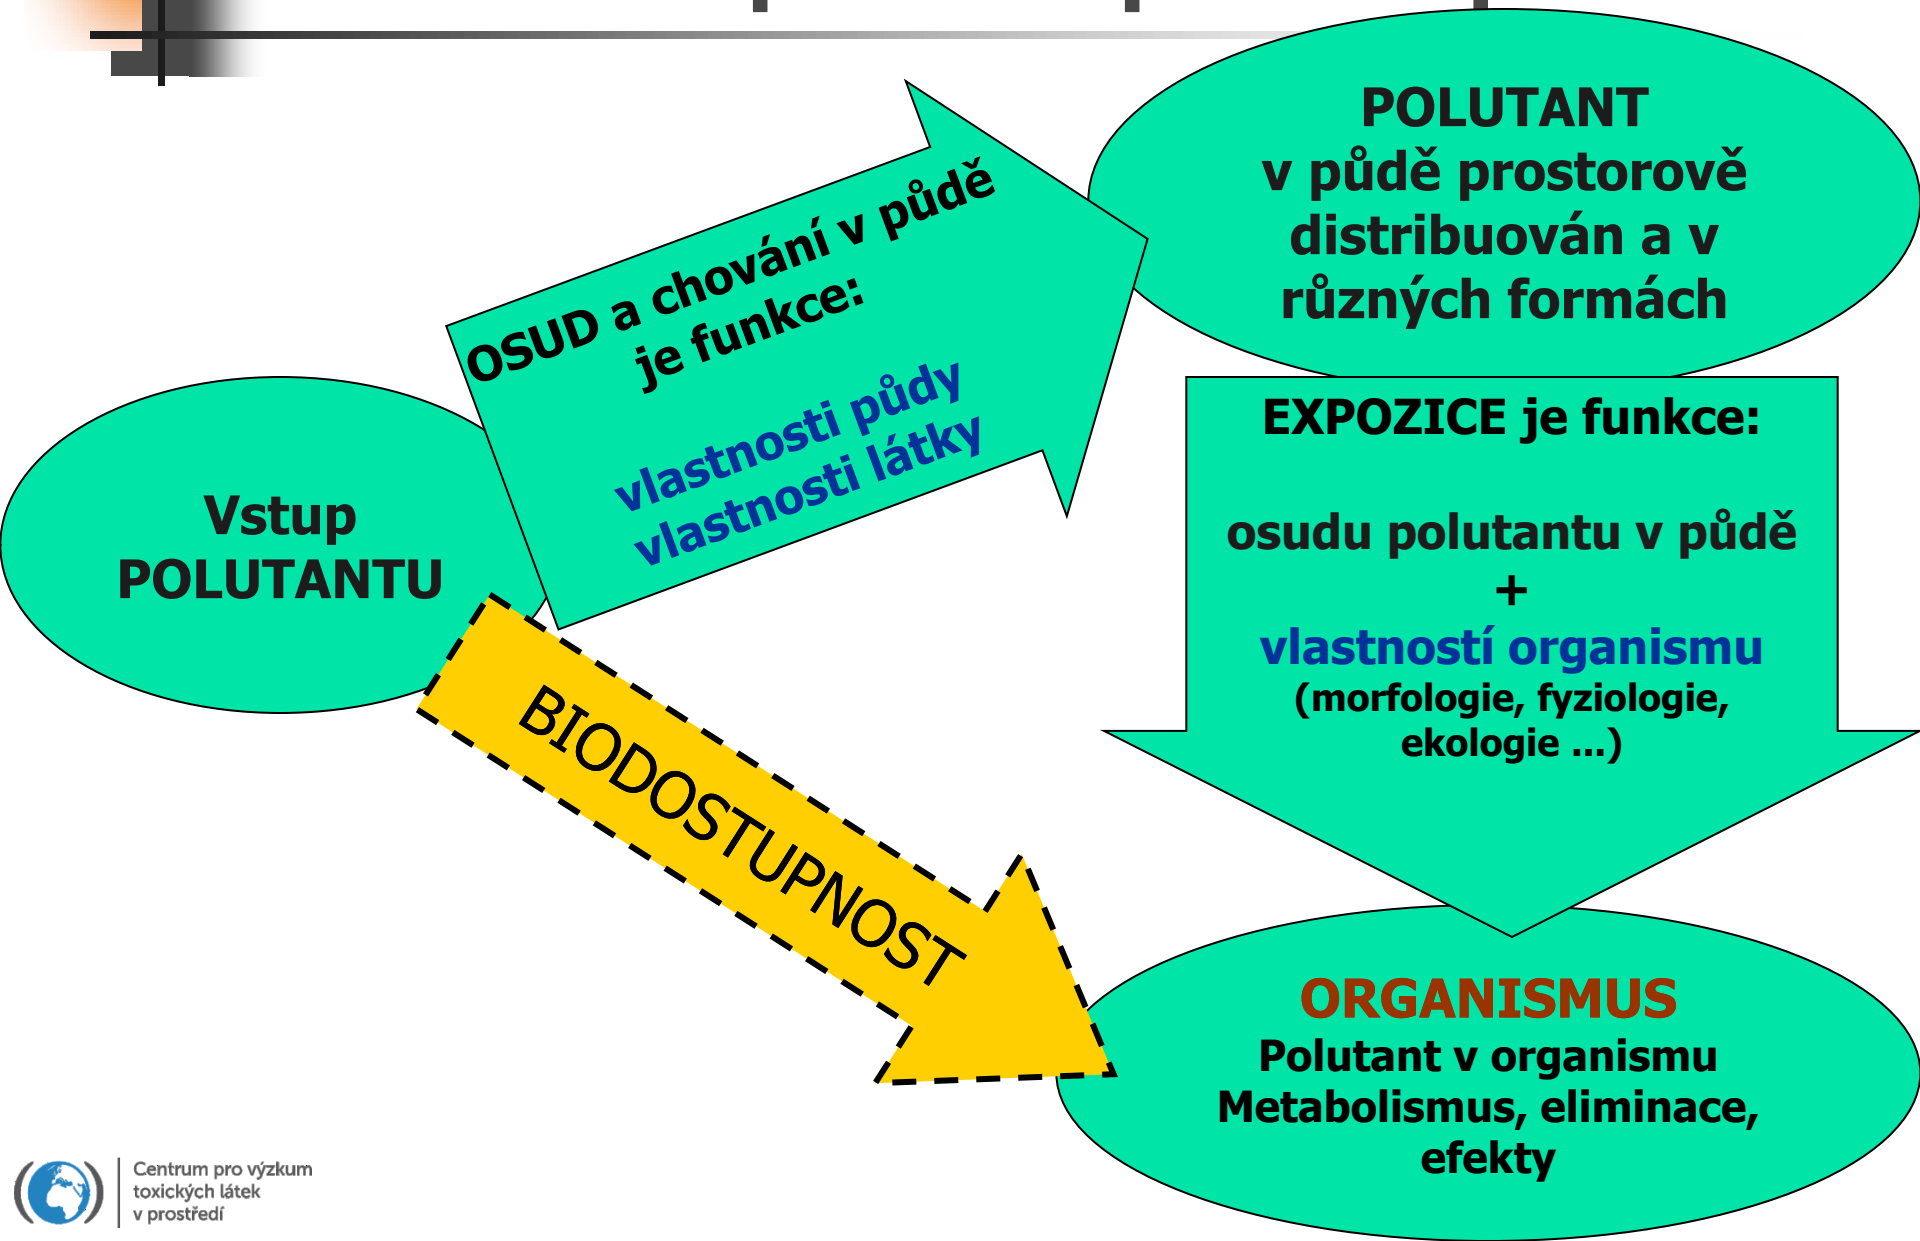 POLUTANT
v půdě prostorově
distribuován a v
různých formách
OSUD a chování v půdě
je funkce:
vlastnosti půdy
vlastnosti látky
Vstup
POLUTANTU
EXPOZICE je funkce:
osudu polutantu v půdě
+
vlastností organismu
(morfologie, fyziologie,
ekologie ...)
BIODOSTUPNOST
ORGANISMUS
Polutant v organismu
Metabolismus, eliminace,
efekty
Centrum pro výzkum
toxických látek
v prostředí